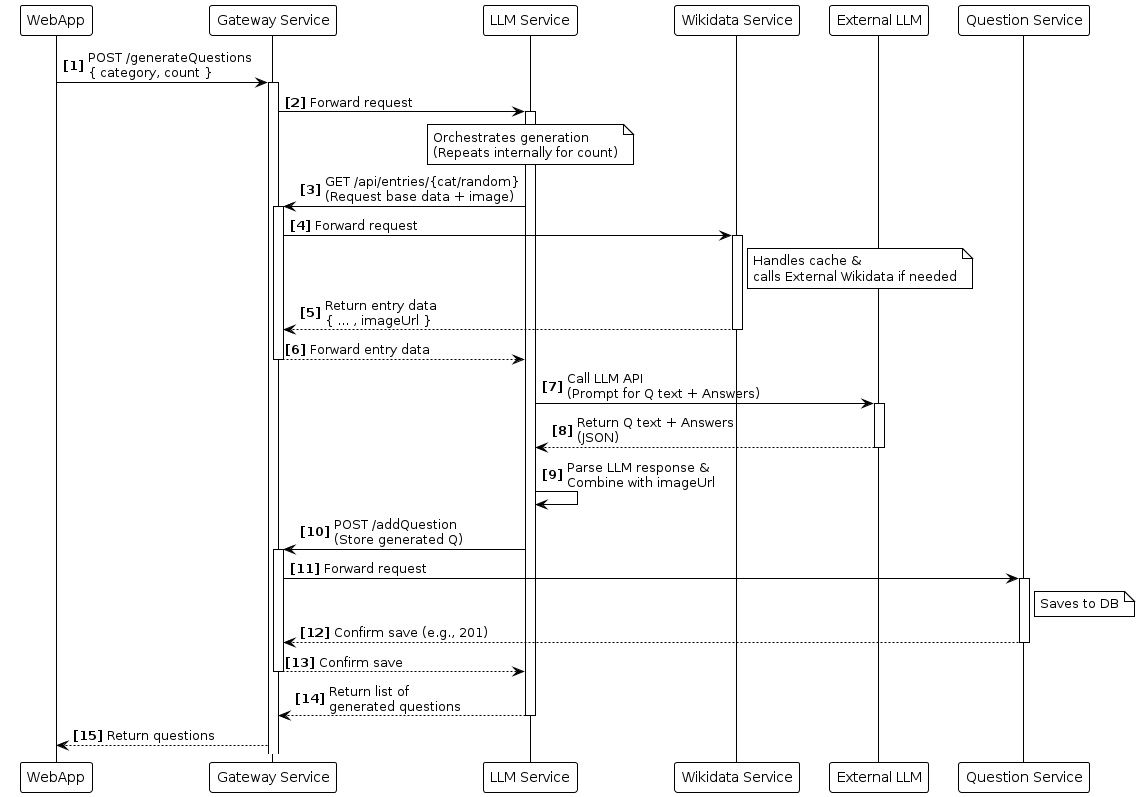 WebApp
Gateway Service
LLM Service
Wikidata Service
External LLM
Question Service
[1] POST /generateQuestions
{ category, count }
[2] Forward request
Orchestrates generation
(Repeats internally for count)
[3] GET /api/entries/{cat/random}
(Request base data + image)
[4] Forward request
Handles cache &
calls External Wikidata if needed
[5] Return entry data
{ ... , imageUrl }
[6] Forward entry data
[7] Call LLM API
(Prompt for Q text + Answers)
[8] Return Q text + Answers
(JSON)
[9] Parse LLM response &
Combine with imageUrl
[10] POST /addQuestion
(Store generated Q)
[11] Forward request
Saves to DB
[12] Confirm save (e.g., 201)
[13] Confirm save
[14] Return list of
generated questions
[15] Return questions
WebApp
Gateway Service
LLM Service
Wikidata Service
External LLM
Question Service